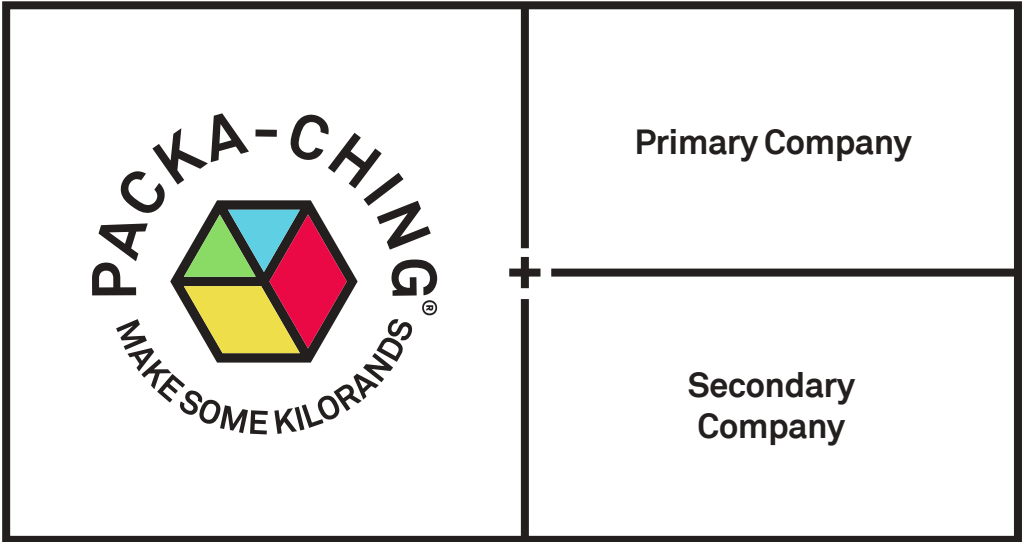 PACKA-CHING®
MAKE SOME KILORANDS
Primary Company
Secondary
Company